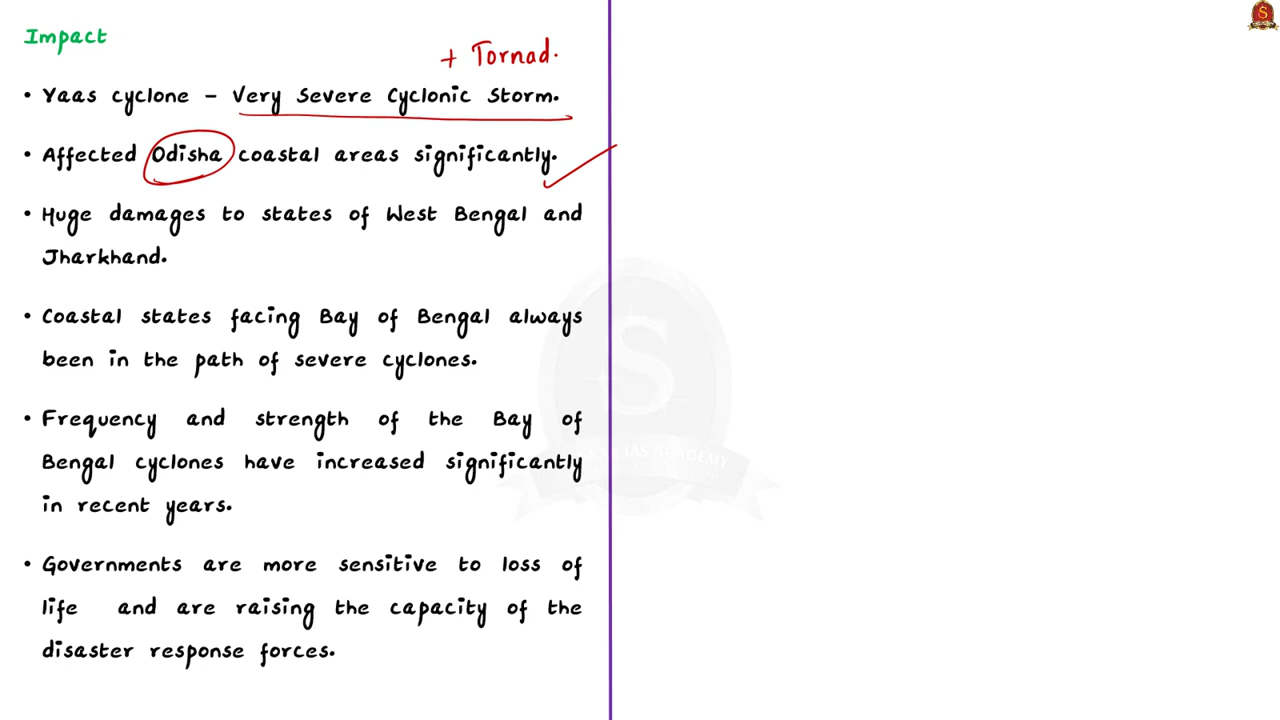 Impact
+ Tornad.
• Yaas cyclone – Very Severe Cyclonic Storm.
• Affected Odisha coastal areas significantly.
• Huge damages to states of West Bengal and
Jharkhand.
• Coastal states facing Bay of Bengal always
been in the path of severe cyclones.
• Frequency and strength of the Bay of
Bengal cyclones have increased significantly
in recent years.
• Governments are more sensitive to loss of
life and are raising the capacity of the
disaster response forces.
S
IAS ACADEMY